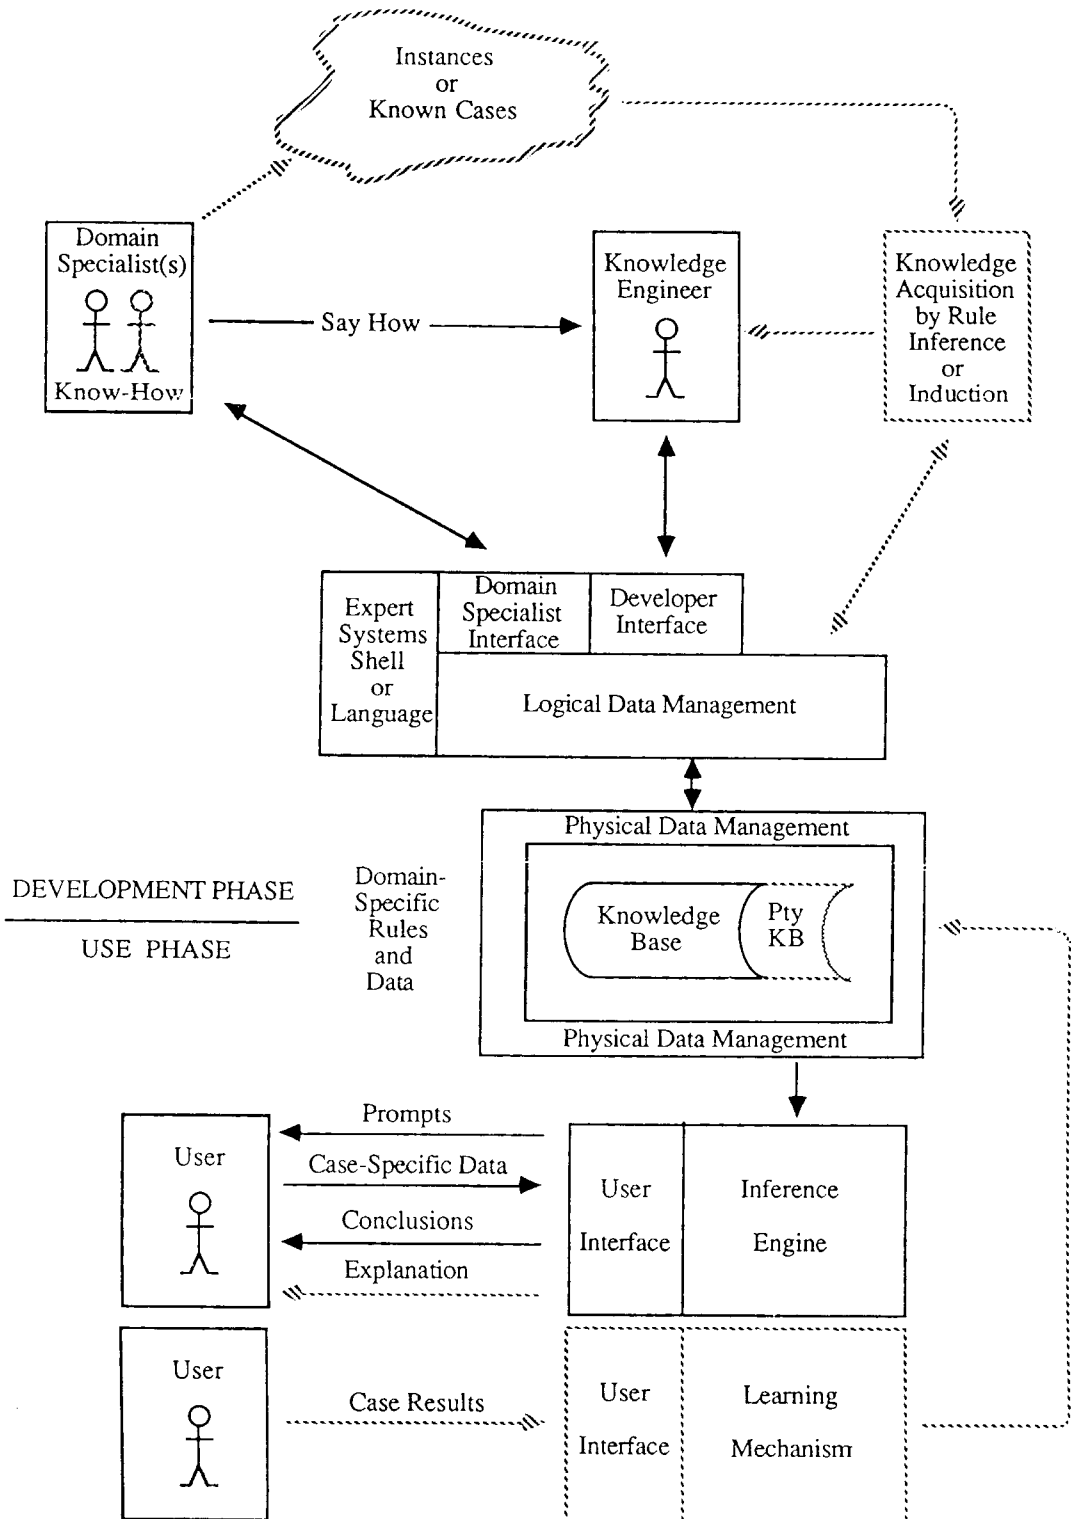 Instances
or
Known Cases
Domain
Specialist(s)
Know-How
Say How
Knowledge
Engineer
Knowledge
Acquisition
by Rule
Inference
or
Induction
Expert
Systems
Shell
or
Language
Domain
Specialist
Interface
Developer
Interface
Logical Data Management
Physical Data Management
DEVELOPMENT PHASE
USE PHASE
Domain-
Specific
Rules
and
Data
Knowledge
Base
Pty
KB
Physical Data Management
User
Prompts
Case-Specific Data
Conclusions
Explanation
User
Interface
Inference
Engine
User
Case Results
User
Interface
Learning
Mechanism